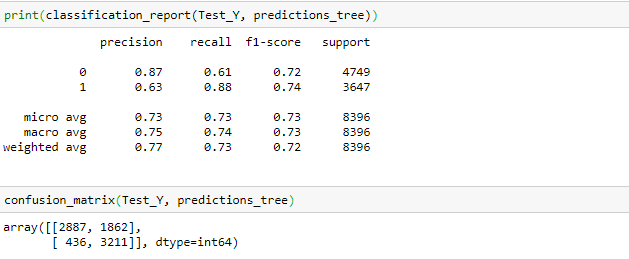 print(classification_report(Test_Y, predictions_tree))
precision recall f1-score support
0 0.87 0.61 0.72 4749
1 0.63 0.88 0.74 3647
micro avg 0.73 0.73 0.73 8396
macro avg 0.75 0.74 0.73 8396
weighted avg 0.77 0.73 0.72 8396
confusion_matrix(Test_Y, predictions_tree)
array([[2887, 1862],
[ 436, 3211]], dtype=int64)